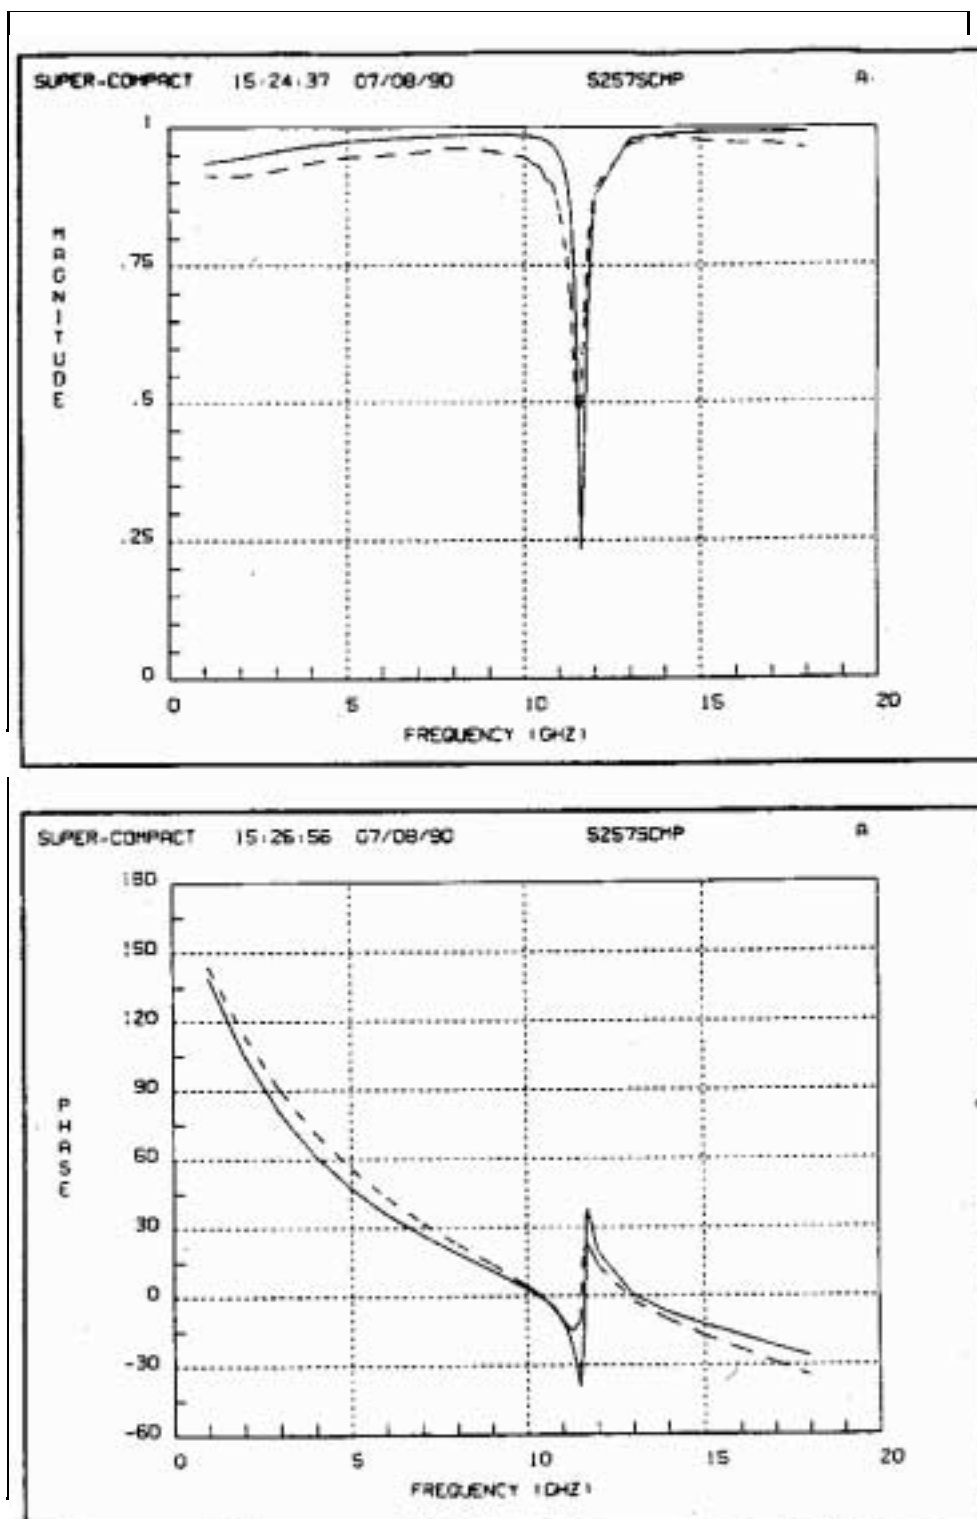 SUPER-COMPACT 15:24:37 07/08/90 S257SCMP A
1
.75
.5
.25
0
MAGNITUDE
0 5 10 15 20
FREQUENCY (GHZ)
SUPER-COMPACT 15:26:56 07/08/90 S257SCMP A
180
150
120
90
60
30
0
-30
-60
PHASE
0 5 10 15 20
FREQUENCY (GHZ)